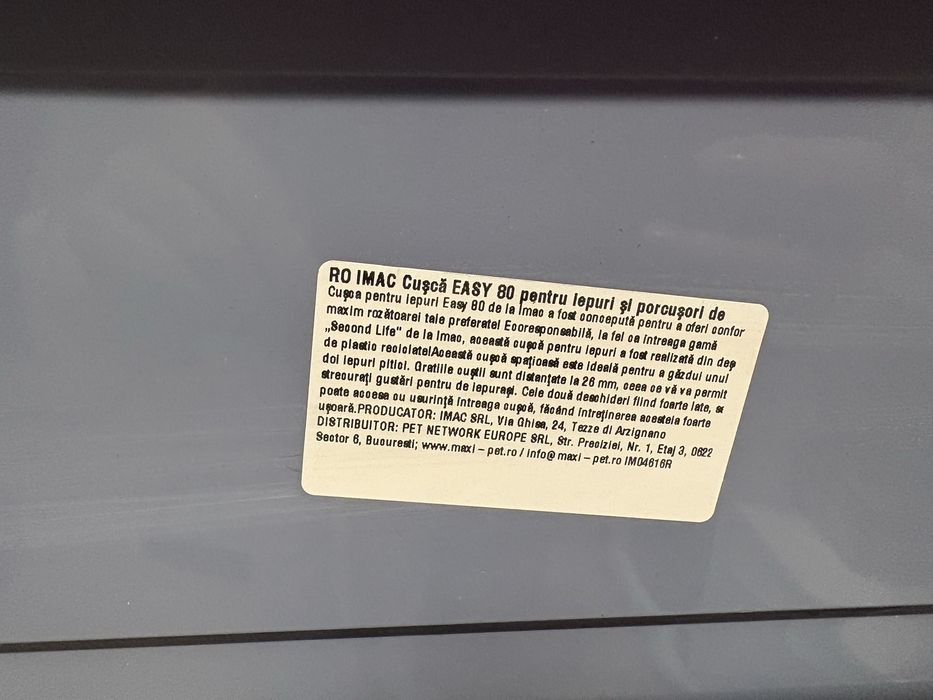 RO IMAC Cuşcă EASY 80 pentru iepuri şi porcuşori de
Cuşca pentru iepuri Easy 80 de la Imac a fost concepută pentru a oferi confor
maxim rozătoarei tale preferate! Ecoresponsabilă, la fel ca întreaga gamă
„Second Life” de la Imac, această cuşcă pentru iepuri a fost realizată din deş
de plastic reciclate!Această cuşcă spaţioasă este ideală pentru a găzdui unul
doi iepuri pitici. Gratiile cuştii sunt distanţate la 26 mm, ceea ce vă va permit
strecuraţi gustări pentru de iepuraşi. Cele două deschideri fiind foarte late, se
poate accesa cu uşurinţă întreaga cuşcă, făcând întreţinerea acesteia foarte
uşoară.PRODUCATOR: IMAC SRL, Via Ghisa, 24, Tezze di Arzignano
DISTRIBUITOR: PET NETWORK EUROPE SRL, Str. Preciziei, Nr. 1, Etaj 3, 0622
Sector 6, Bucuresti; www.maxi – pet.ro / info@ maxi – pet.ro IM04616R